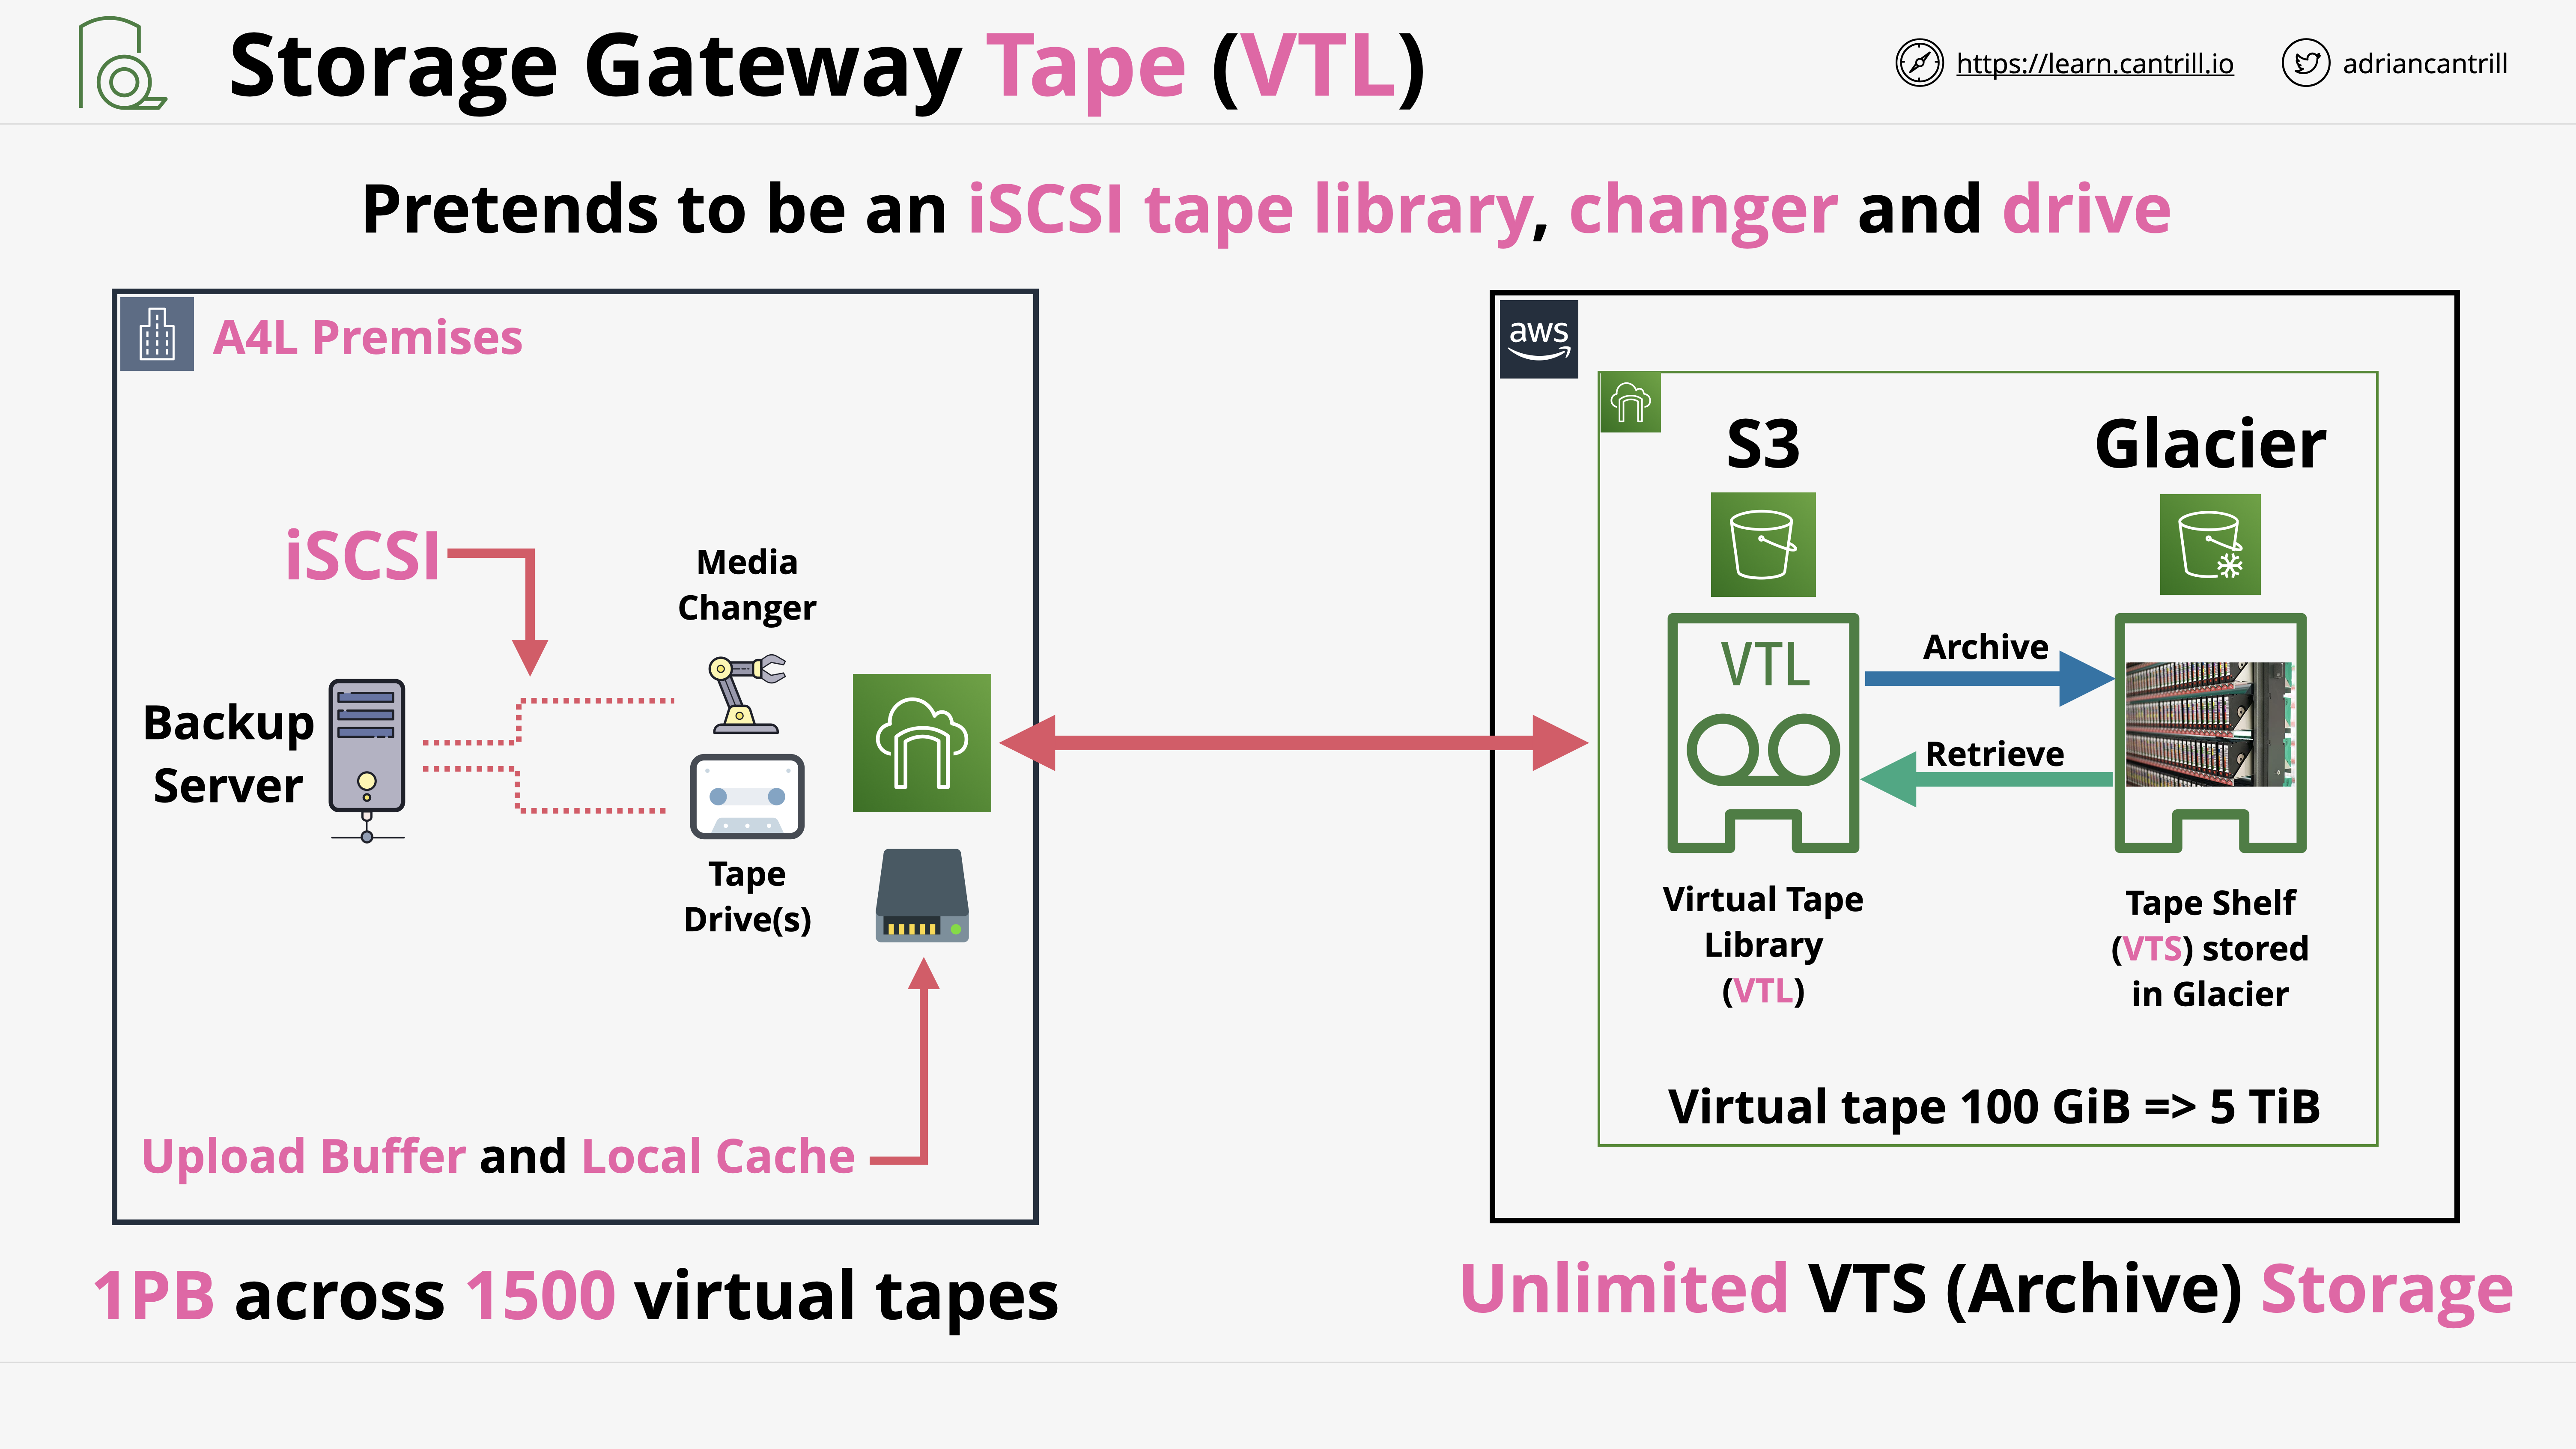 Storage Gateway Tape (VTL)
https://learn.cantrill.io
adriancantrill
Pretends to be an iSCSI tape library, changer and drive
A4L Premises
iSCSI
Media
Changer
Backup
Server
Tape
Drive(s)
Upload Buffer and Local Cache
1PB across 1500 virtual tapes
aws
S3
Glacier
VTL
Archive
Retrieve
Virtual Tape
Library
(VTL)
Tape Shelf
(VTS) stored
in Glacier
Virtual tape 100 GiB => 5 TiB
Unlimited VTS (Archive) Storage